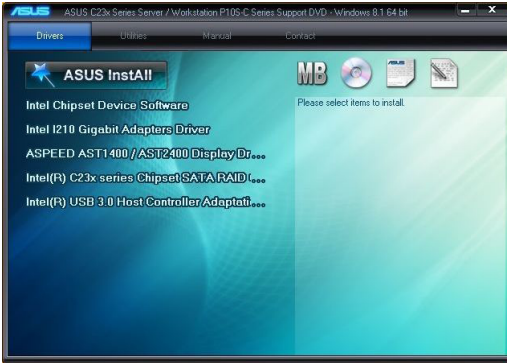 ASUS ASUS C23x Series Server / Workstation P10S-C Series Support DVD - Windows 8.1 64 bit
Drivers Utilities Manual Contact
ASUS InstAll
MB
Please select items to install.
Intel Chipset Device Software
Intel I210 Gigabit Adapters Driver
ASPEED AST1400 / AST2400 Display Dr...
Intel(R) C23x series Chipset SATA RAID (...
Intel(R) USB 3.0 Host Controller Adaptati...